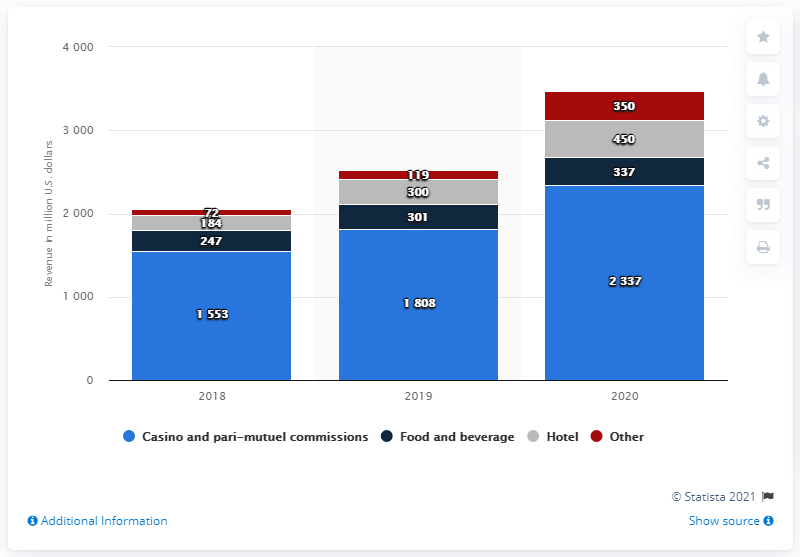 4 000
3 000
2 000
1 000
0
Revenue in million U.S. dollars
72
184
247
1 553
119
300
301
1 808
350
450
337
2 337
2018
2019
2020
Casino and pari-mutuel commissions
Food and beverage
Hotel
Other
© Statista 2021
Additional Information
Show source